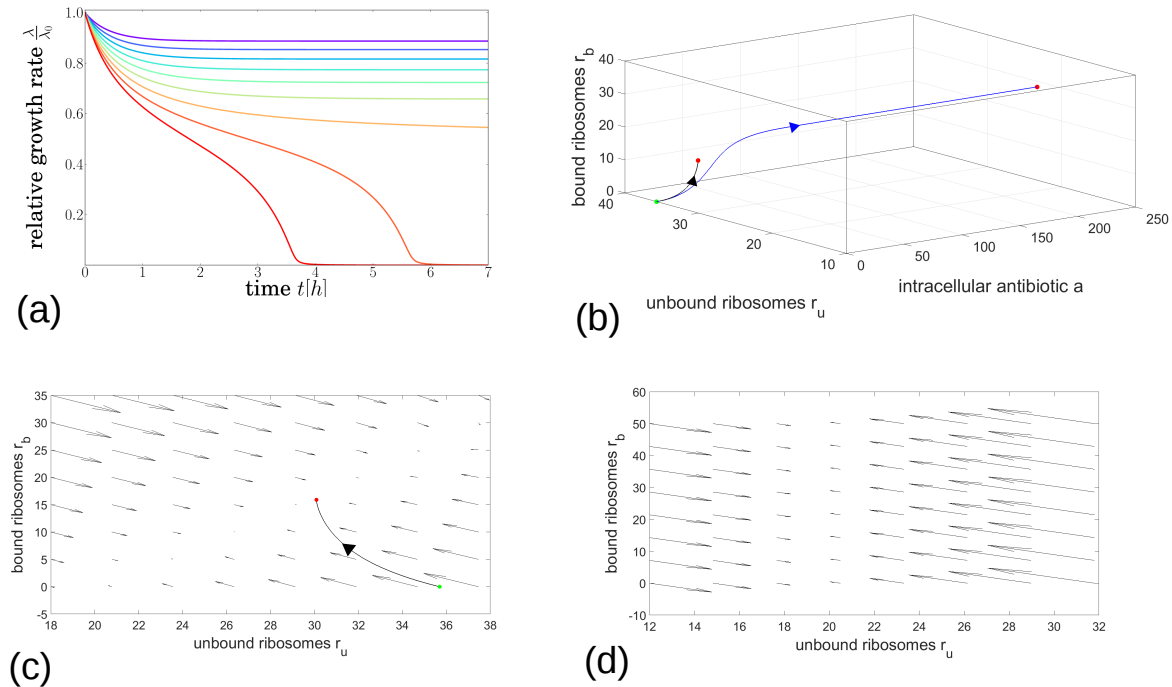 relative growth rate λ/λ₀
1.0
0.8
0.6
0.4
0.2
0 1 2 3 4 5 6 7
time t[h]
(a)
bound ribosomes r_b
40
30
20
10
0
40
30
20
10
0
50
100
150
200
250
unbound ribosomes r_u
intracellular antibiotic a
(b)
bound ribosomes r_b
35
30
25
20
15
10
5
0
-5
18 20 22 24 26 28 30 32 34 36 38
unbound ribosomes r_u
(c)
bound ribosomes r_b
60
50
40
30
20
10
0
-10
12 14 16 18 20 22 24 26 28 30 32
unbound ribosomes r_u
(d)